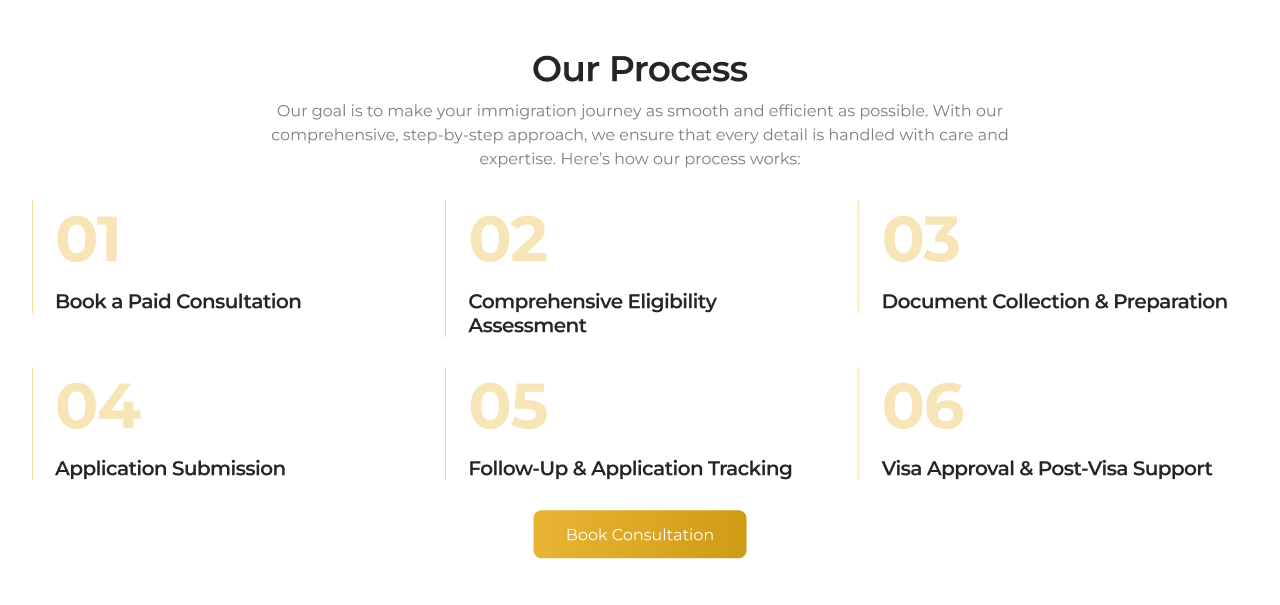 Our Process
Our goal is to make your immigration journey as smooth and efficient as possible. With our
comprehensive, step-by-step approach, we ensure that every detail is handled with care and
expertise. Here’s how our process works:
01
Book a Paid Consultation
02
Comprehensive Eligibility
Assessment
03
Document Collection & Preparation
04
Application Submission
05
Follow-Up & Application Tracking
06
Visa Approval & Post-Visa Support
Book Consultation